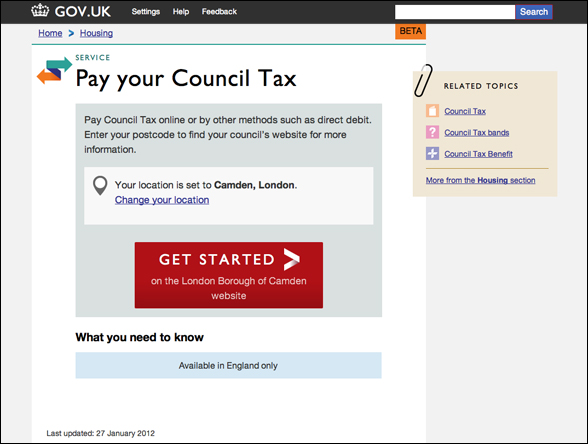 GOV.UK Settings Help Feedback Search
BETA
Home > Housing
SERVICE
Pay your Council Tax
Pay Council Tax online or by other methods such as direct debit.
Enter your postcode to find your council's website for more
information.
Your location is set to Camden, London.
Change your location
GET STARTED
on the London Borough of Camden
website
What you need to know
Available in England only
Last updated: 27 January 2012
RELATED TOPICS
Council Tax
? Council Tax bands
Council Tax Benefit
More from the Housing section